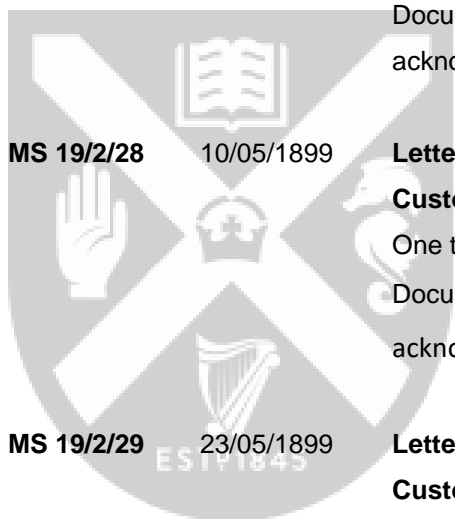 Docu
ackno
MS 19/2/28 10/05/1899 Lette
Custo
One t
Docu
ackno
MS 19/2/29 23/05/1899 Lette
ESTD 1845
Custo